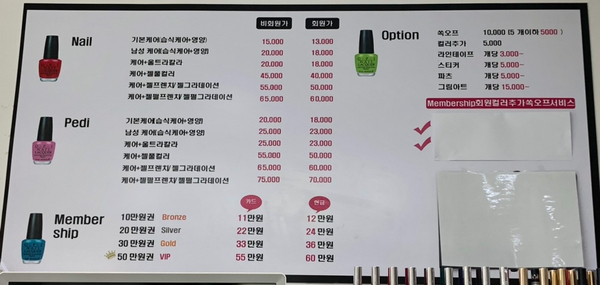 비회원가 회원가
Nail
기본케어(습식케어+영양) 15,000 13,000
남성 케어(습식케어+영양) 20,000 18,000
케어+울트라칼라 20,000 18,000
케어+젤풀컬러 45,000 40,000
케어+젤프렌치/젤그라데이션 55,000 50,000
케어+젤펄프렌치/젤펄그라데이션 65,000 60,000
Pedi
기본케어(습식케어+영양) 20,000 18,000
남성 케어(습식케어+영양) 25,000 23,000
케어+울트라칼라 25,000 23,000
케어+젤풀컬러 55,000 50,000
케어+젤프렌치/젤그라데이션 65,000 60,000
케어+젤펄프렌치/젤펄그라데이션 75,000 70,000
카드 현금
Member
ship
10만원권 Bronze 11만원 12만원
20만원권 Silver 22만원 24만원
30만원권 Gold 33만원 36만원
50만원권 VIP 55만원 60만원
Option
쏙오프 10,000 (5 개이하 5000 )
컬러추가 5,000
라인테이프 개당 3,000~
스티커 개당 5,000~
파츠 개당 5,000~
그림아트 개당 15,000~
Membership회원컬러추가쏙오프서비스